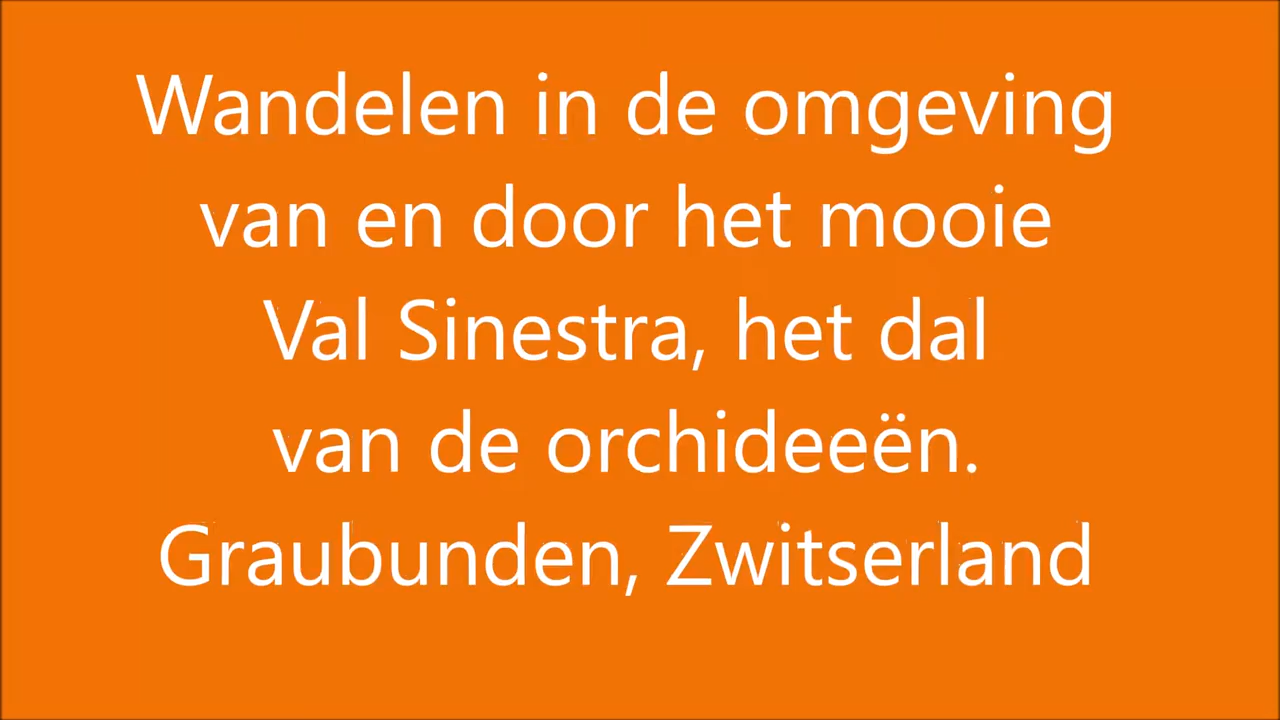 Wandelen in de omgeving
van en door het mooie
Val Sinestra, het dal
van de orchideeën.
Graubunden, Zwitserland